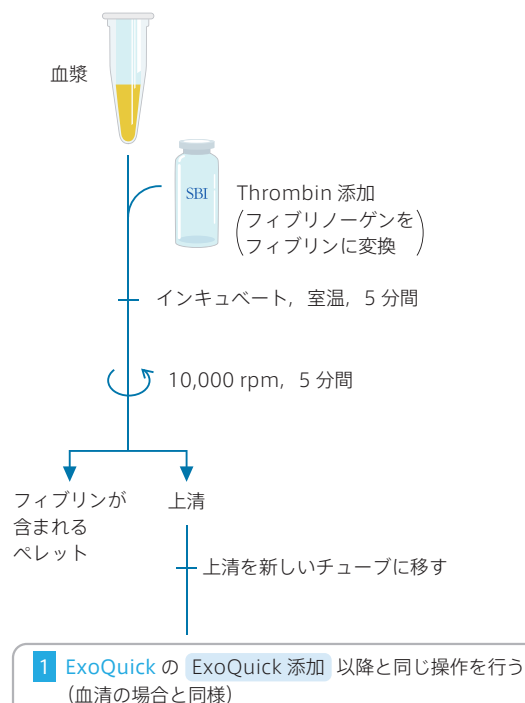 血漿
SBI
Thrombin 添加
(フィブリノーゲンを
フィブリンに変換)
インキュベート，室温，5 分間
10,000 rpm，5 分間
フィブリンが
含まれる
ペレット
上清
上清を新しいチューブに移す
1 ExoQuick の ExoQuick 添加 以降と同じ操作を行う
（血清の場合と同様）